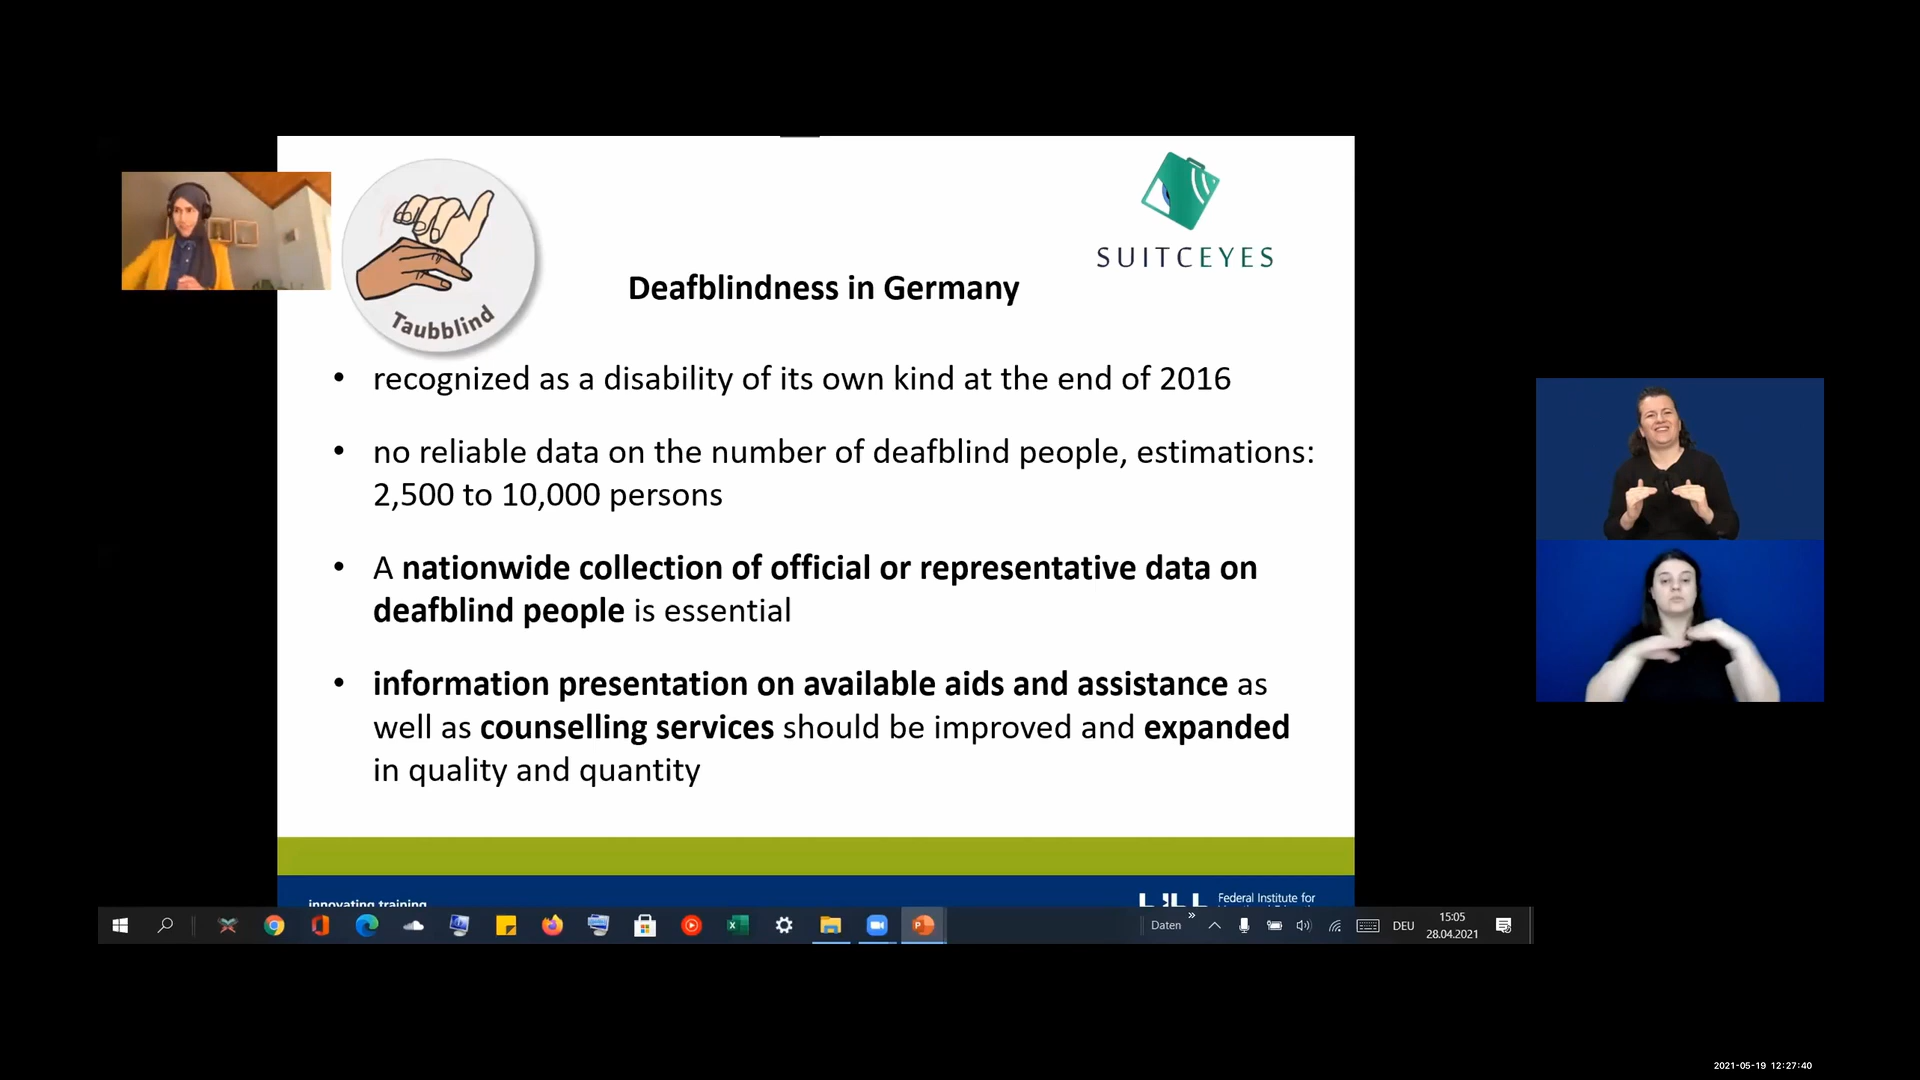 SUITCEYES
Taubblind
Deafblindness in Germany
• recognized as a disability of its own kind at the end of 2016
• no reliable data on the number of deafblind people, estimations:
2,500 to 10,000 persons
• A nationwide collection of official or representative data on
deafblind people is essential
• information presentation on available aids and assistance as
well as counselling services should be improved and expanded
in quality and quantity
innovating training
Federal Institute for
Daten
DEU
15:05
28.04.2021
2021-05-19 12:27:40